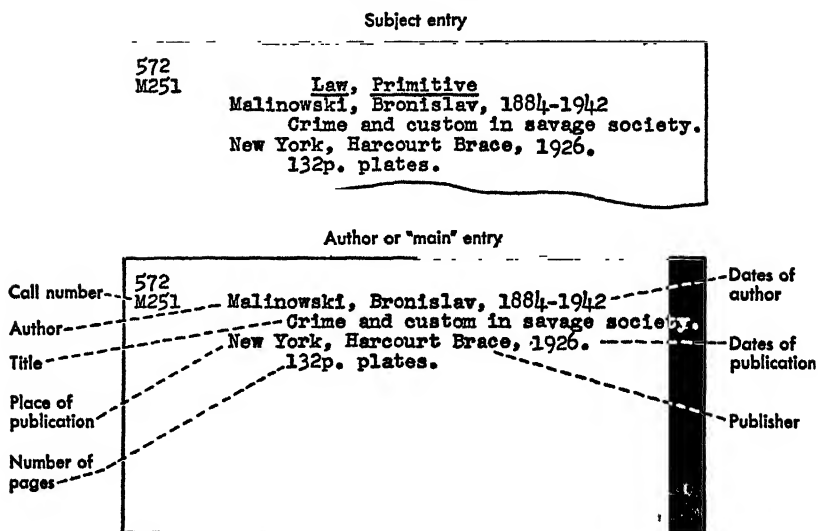 Subject entry
572
M251
Law, Primitive
Malinowski, Bronislav, 1884-1942
Crime and custom in savage society.
New York, Harcourt Brace, 1926.
132p. plates.
Author or "main" entry
572
M251
Malinowski, Bronislav, 1884-1942
Crime and custom in savage society.
New York, Harcourt Brace, 1926.
132p. plates.
Call number
Author
Title
Place of
publication
Number of
pages
Dates of
author
Dates of
publication
Publisher